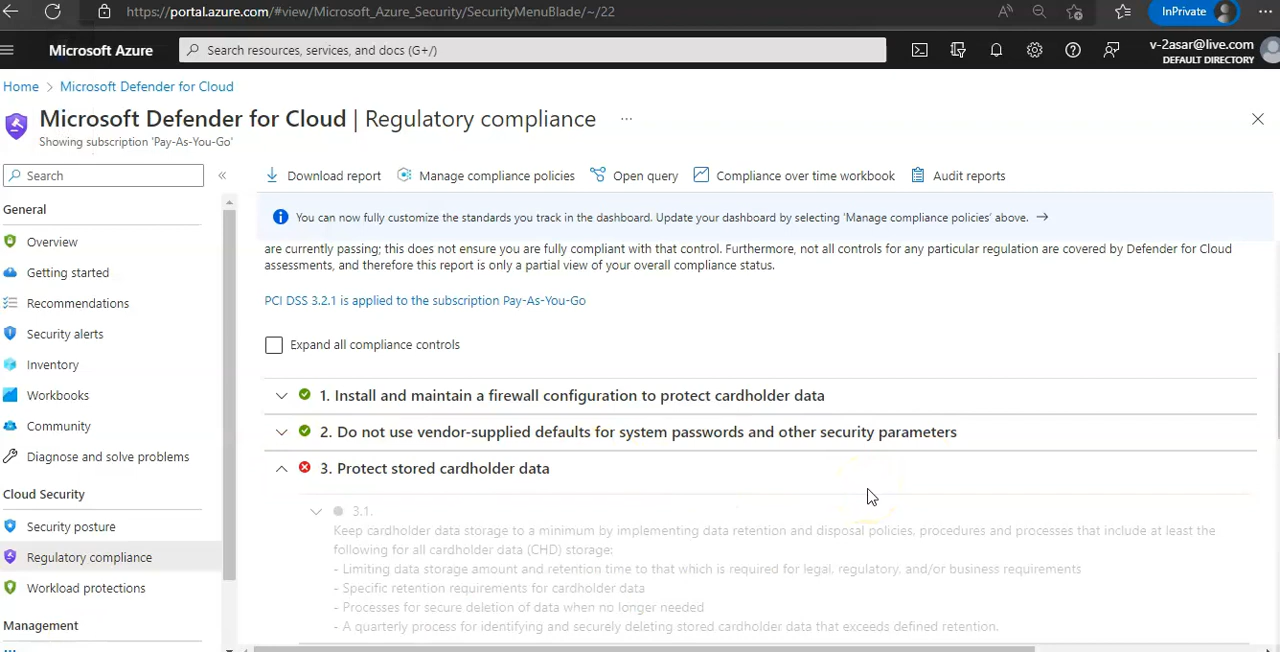 https://portal.azure.com/#view/Microsoft_Azure_Security/SecurityMenuBlade/~/22
InPrivate
Microsoft Azure
Search resources, services, and docs (G+/)
v-2asar@live.com
DEFAULT DIRECTORY
Home > Microsoft Defender for Cloud
Microsoft Defender for Cloud | Regulatory compliance
...
Showing subscription 'Pay-As-You-Go'
Search
«
Download report
Manage compliance policies
Open query
Compliance over time workbook
Audit reports
General
Overview
Getting started
Recommendations
Security alerts
Inventory
Workbooks
Community
Diagnose and solve problems
Cloud Security
Security posture
Regulatory compliance
Workload protections
Management
You can now fully customize the standards you track in the dashboard. Update your dashboard by selecting 'Manage compliance policies' above. →
are currently passing; this does not ensure you are fully compliant with that control. Furthermore, not all controls for any particular regulation are covered by Defender for Cloud
assessments, and therefore this report is only a partial view of your overall compliance status.
PCI DSS 3.2.1 is applied to the subscription Pay-As-You-Go
Expand all compliance controls
1. Install and maintain a firewall configuration to protect cardholder data
2. Do not use vendor-supplied defaults for system passwords and other security parameters
3. Protect stored cardholder data
3.1.
Keep cardholder data storage to a minimum by implementing data retention and disposal policies, procedures and processes that include at least the
following for all cardholder data (CHD) storage:
- Limiting data storage amount and retention time to that which is required for legal, regulatory, and/or business requirements
- Specific retention requirements for cardholder data
- Processes for secure deletion of data when no longer needed
- A quarterly process for identifying and securely deleting stored cardholder data that exceeds defined retention.